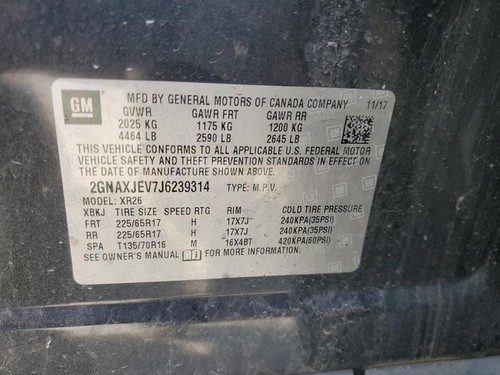 GM
MFD BY GENERAL MOTORS OF CANADA COMPANY 11/17
GVWR GAWR FRT GAWR RR
2025 KG 1175 KG 1200 KG
4464 LB 2590 LB 2645 LB
THIS VEHICLE CONFORMS TO ALL APPLICABLE U.S. FEDERAL MOTOR
VEHICLE SAFETY AND THEFT PREVENTION STANDARDS IN EFFECT ON
THE DATE OF MANUFACTURE SHOWN ABOVE.
2GNAXJEV7J6239314 TYPE: M.P.V.
MODEL: XR26
XBKJ TIRE SIZE SPEED RTG RIM COLD TIRE PRESSURE
FRT 225/65R17 H 17X7J 240KPA(35PSI)
RR 225/65R17 H 17X7J 240KPA(35PSI)
SPA T135/70R16 M 16X4BT 420KPA(60PSI)
SEE OWNER'S MANUAL FOR MORE INFORMATION.